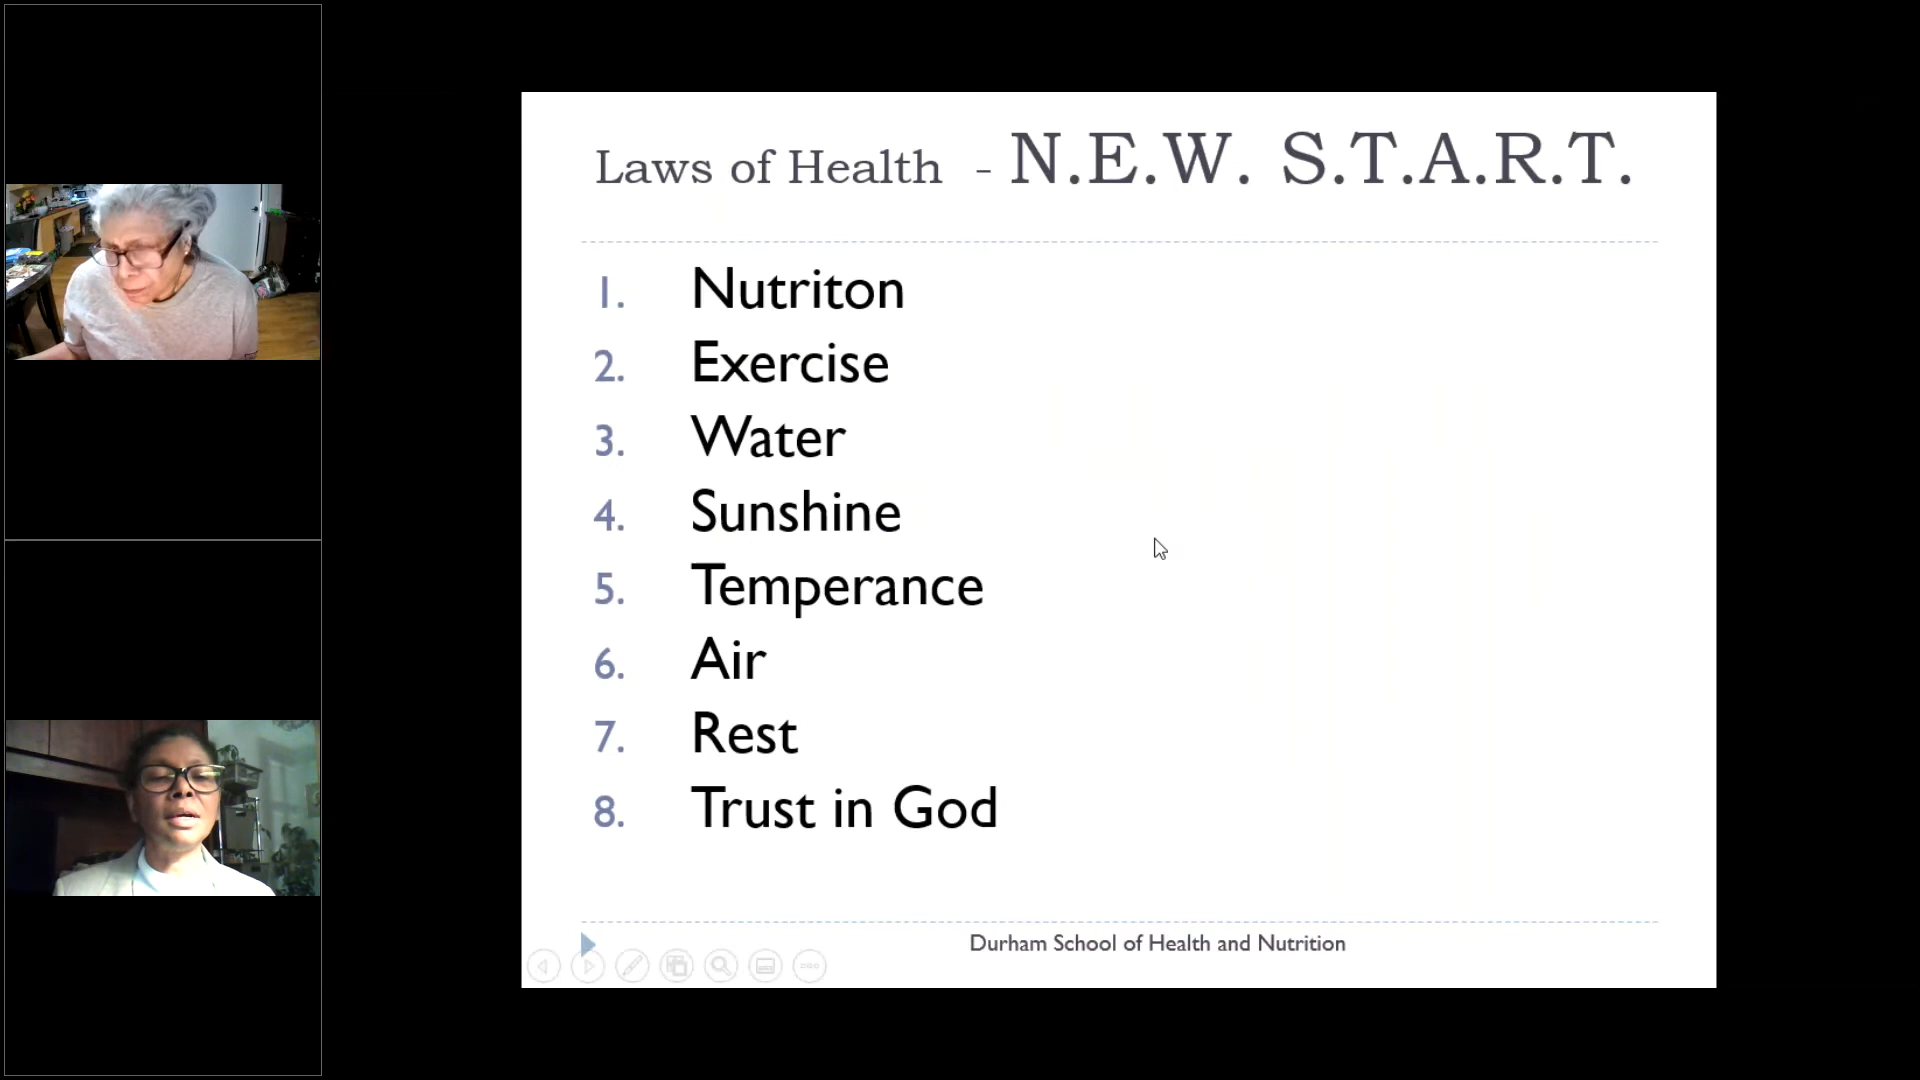 Laws of Health - N.E.W. S.T.A.R.T.
1. Nutriton
2. Exercise
3. Water
4. Sunshine
5. Temperance
6. Air
7. Rest
8. Trust in God
Durham School of Health and Nutrition